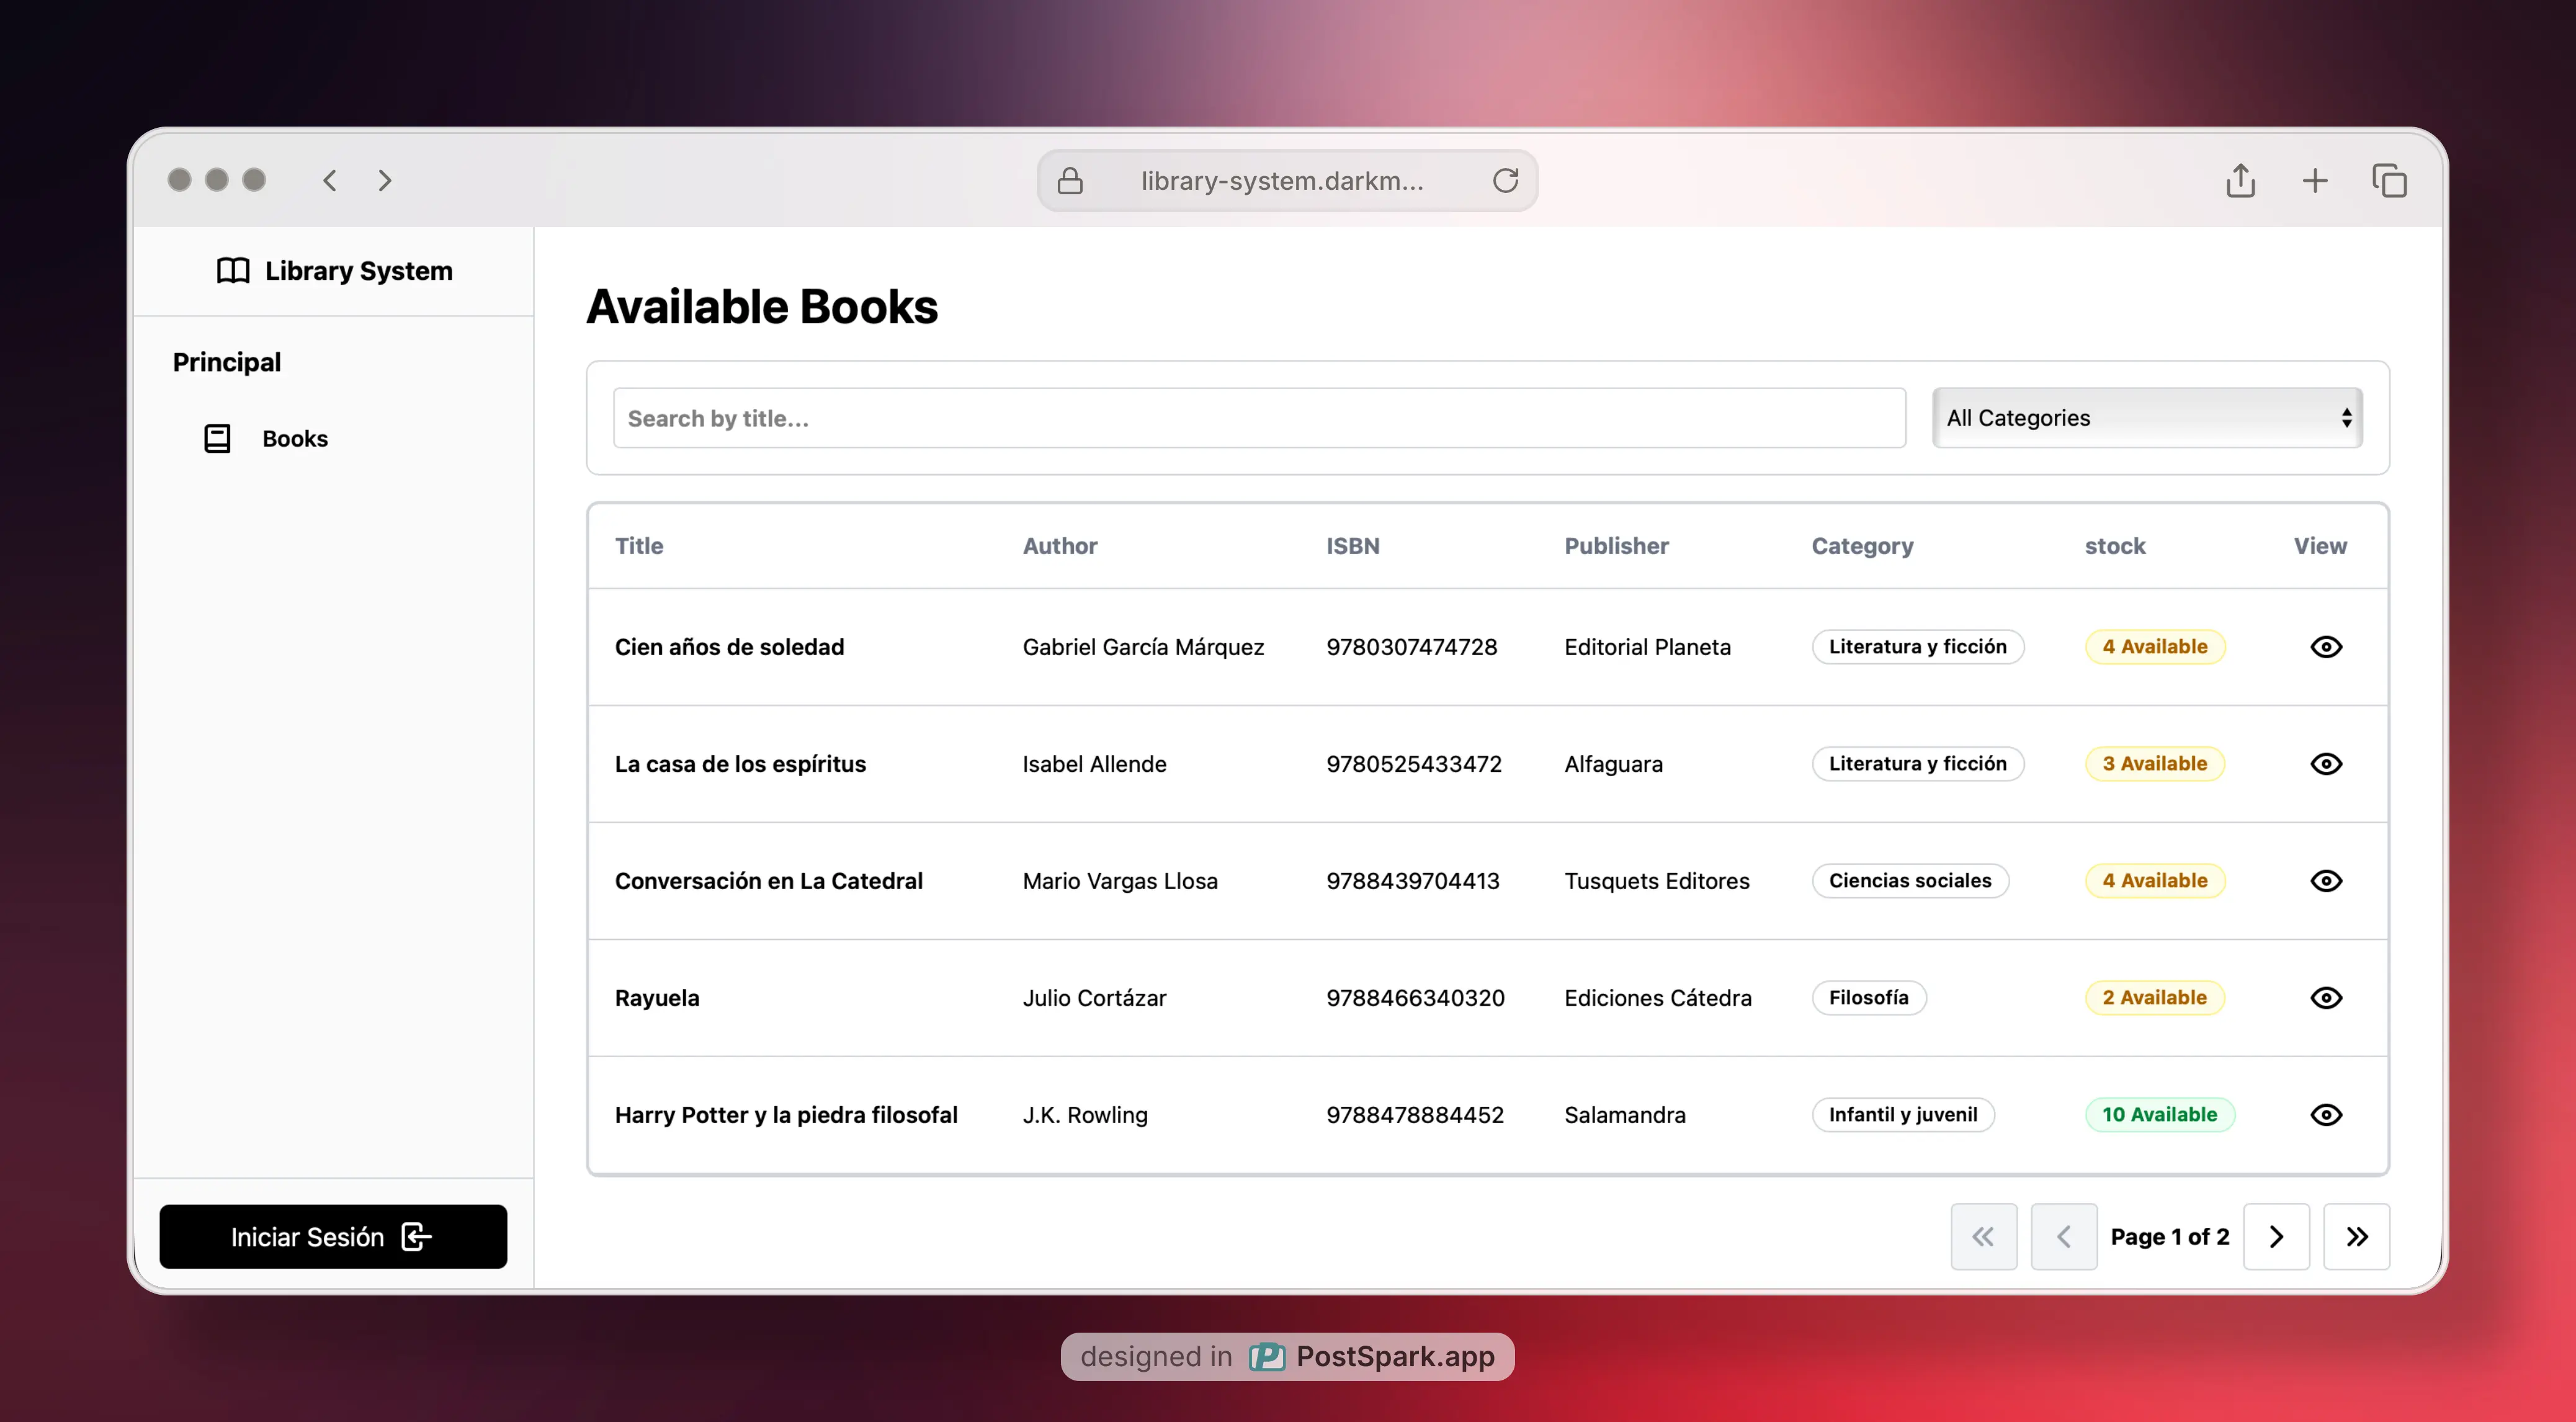 library-system.darkm...
Library System
Principal
Books
Iniciar Sesión
Available Books
Search by title...
All Categories
Title Author ISBN Publisher Category stock View
Cien años de soledad Gabriel García Márquez 9780307474728 Editorial Planeta Literatura y ficción 4 Available
La casa de los espíritus Isabel Allende 9780525433472 Alfaguara Literatura y ficción 3 Available
Conversación en La Catedral Mario Vargas Llosa 9788439704413 Tusquets Editores Ciencias sociales 4 Available
Rayuela Julio Cortázar 9788466340320 Ediciones Cátedra Filosofía 2 Available
Harry Potter y la piedra filosofal J.K. Rowling 9788478884452 Salamandra Infantil y juvenil 10 Available
Page 1 of 2
designed in PostSpark.app